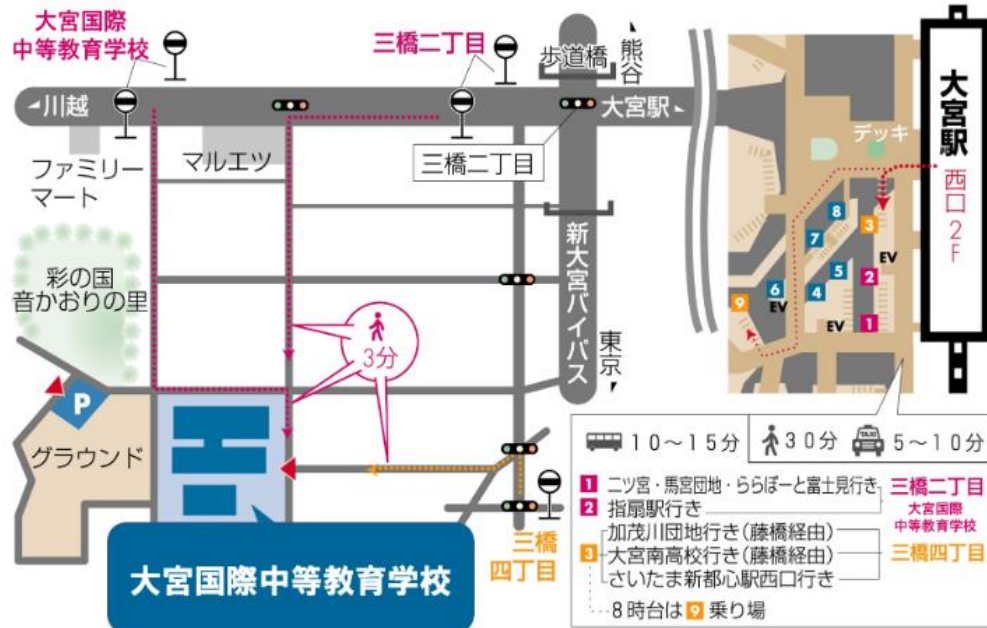 大宮国際
中等教育学校
三橋二丁目
歩道橋
熊谷
川越
大宮駅
三橋二丁目
ファミリー
マート
マルエツ
彩の国
音かおりの里
新大宮バイパス
東京
3分
P
グラウンド
三橋
四丁目
大宮国際中等教育学校
大宮駅
西口2F
デッキ
8
3
7
EV
5
2
6
4
9
EV
EV
1
10～15分
30分
TAXI
5～10分
1 二ツ宮・馬宮団地・ららぽーと富士見行き
2 指扇駅行き
三橋二丁目
大宮国際
中等教育学校
3 加茂川団地行き(藤橋経由)
大宮南高校行き(藤橋経由)
さいたま新都心駅西口行き
三橋四丁目
8時台は 9 乗り場